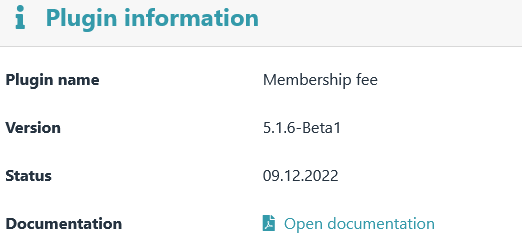 Plugin information
Plugin name Membership fee
Version 5.1.6-Beta1
Status 09.12.2022
Documentation Open documentation